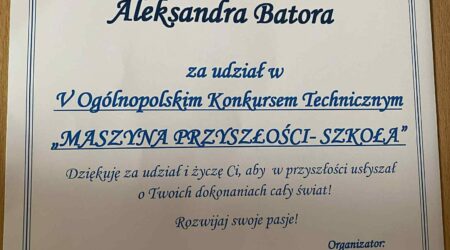 Aleksandra Batora
za udział w
V Ogólnopolskim Konkursem Technicznym
„MASZYNA PRZYSZŁOŚCI- SZKOŁA”
Dziękuję za udział i życzę Ci, aby w przyszłości usłyszał
o Twoich dokonaniach cały świat!
Rozwijaj swoje pasje!
Organizator: